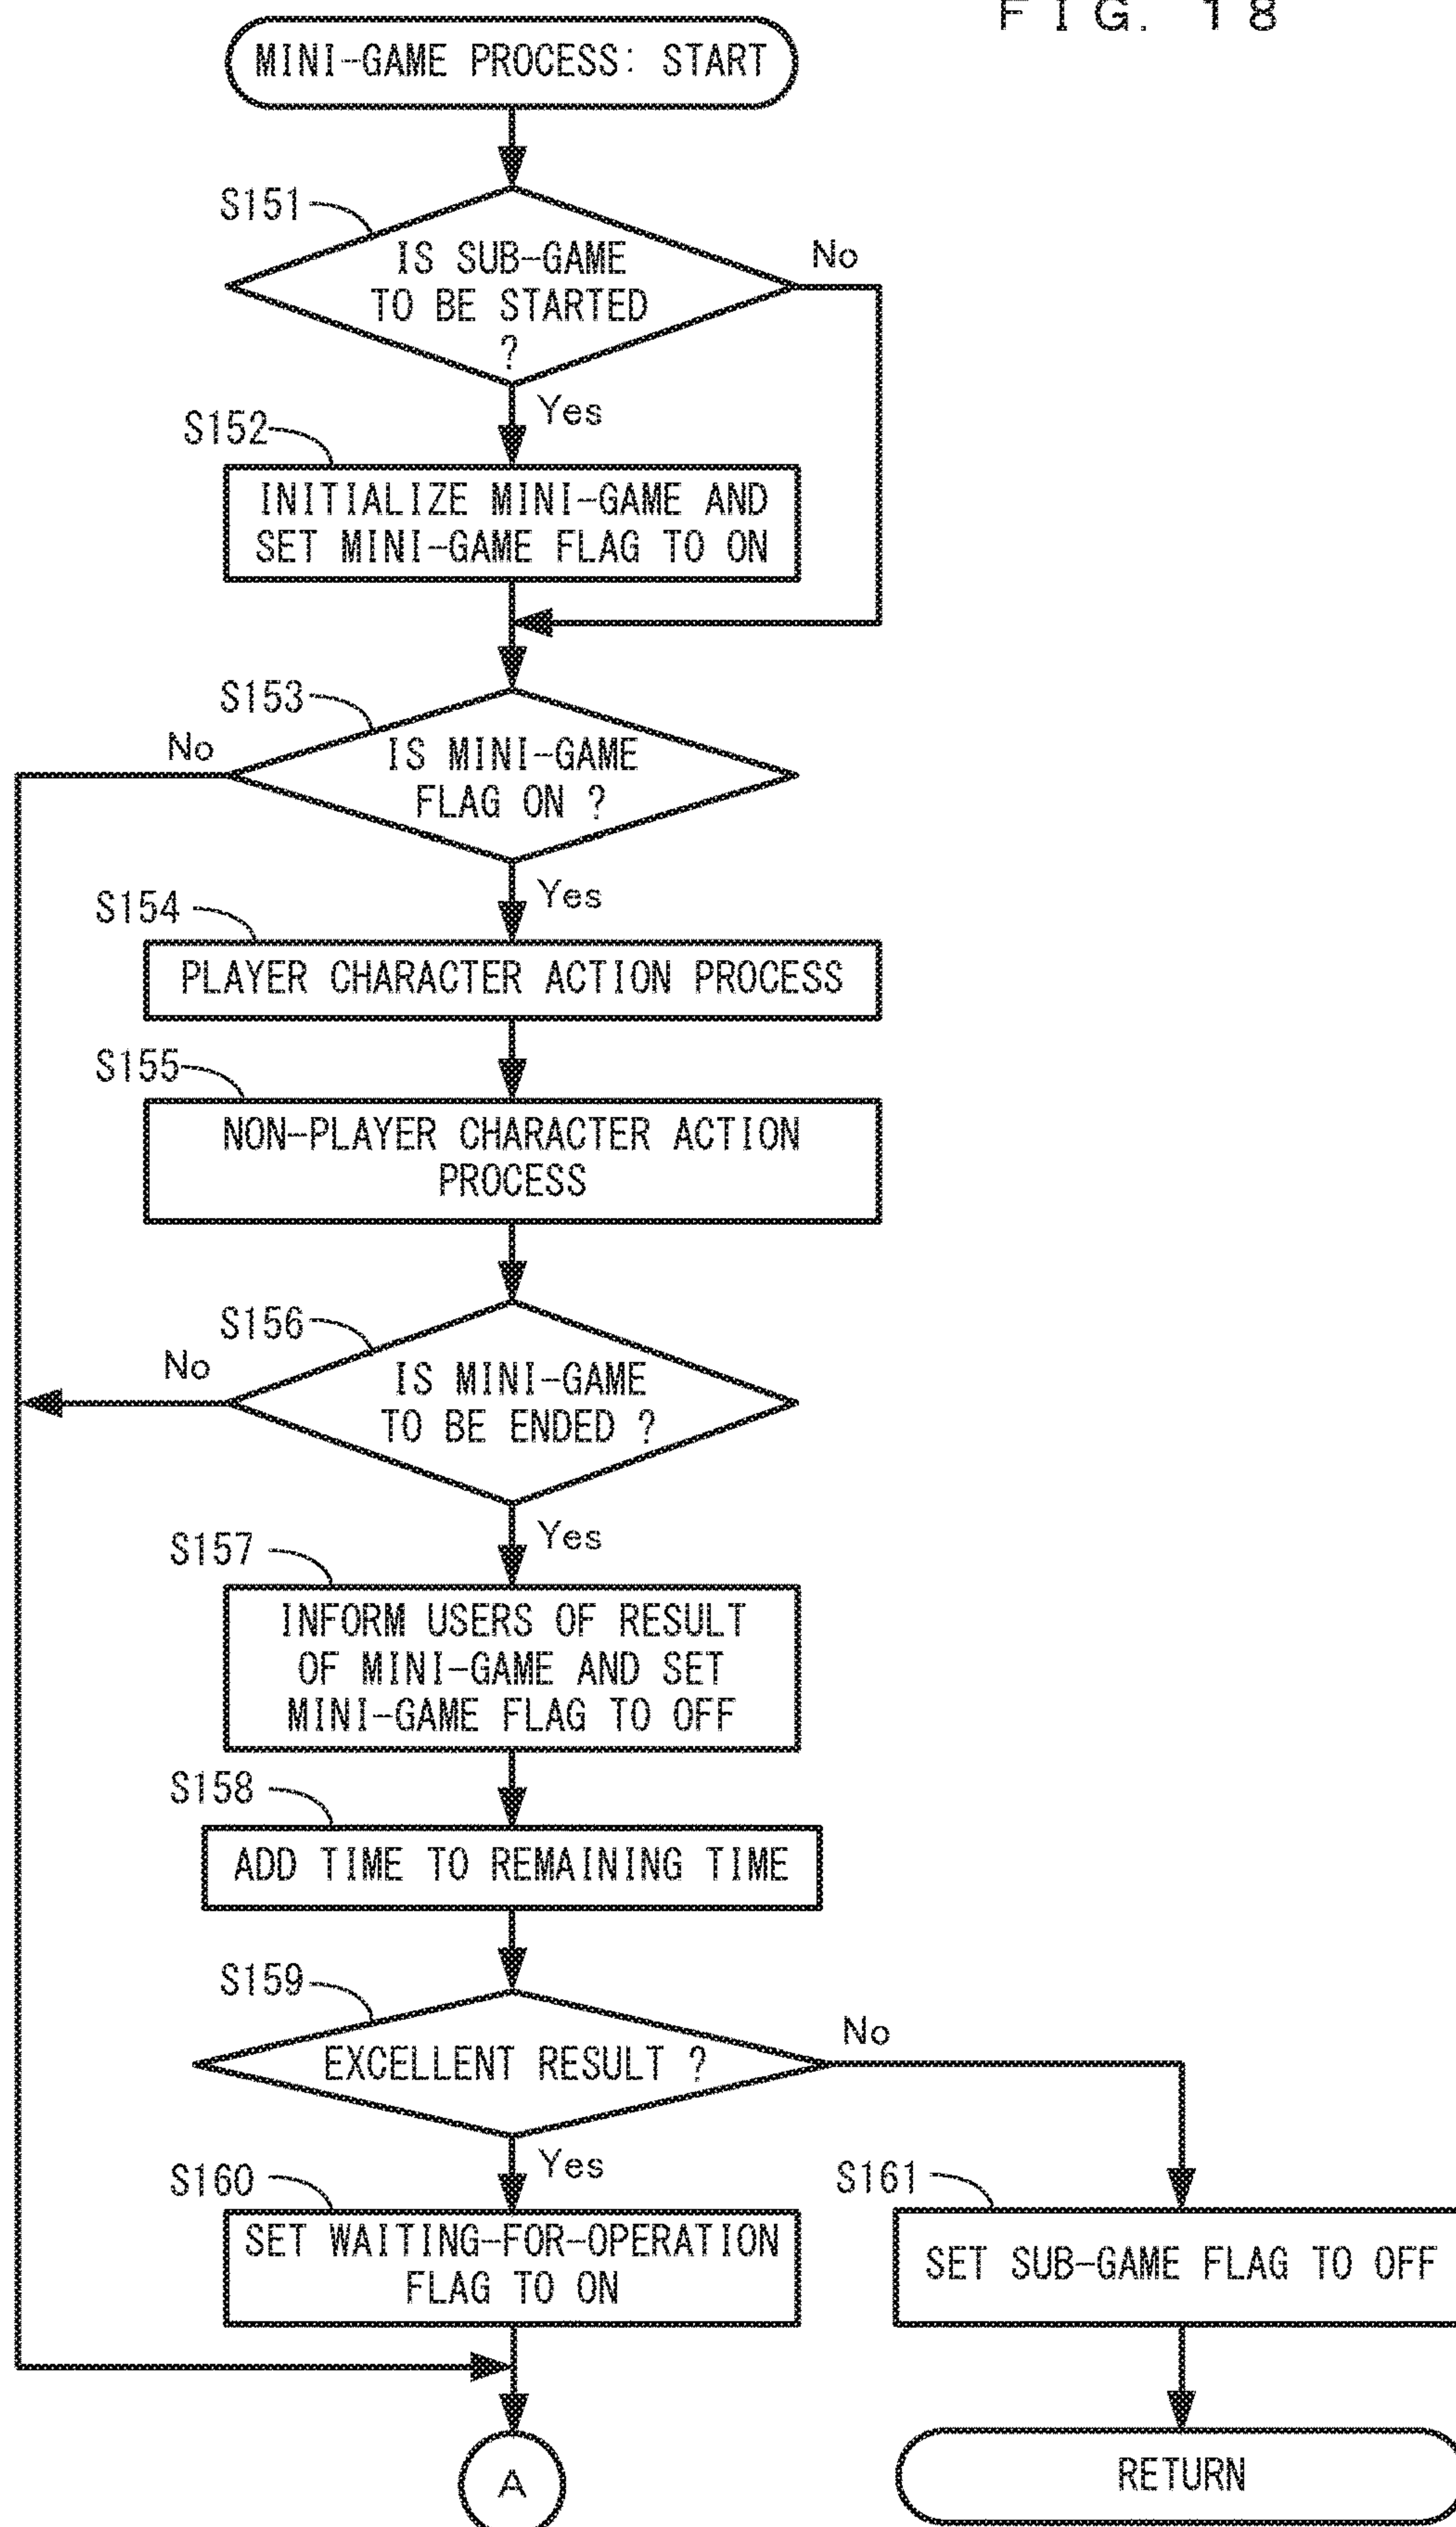 FIG. 18
MINI-GAME PROCESS: START
S151
IS SUB-GAME
TO BE STARTED
?
No
Yes
S152
INITIALIZE MINI-GAME AND
SET MINI-GAME FLAG TO ON
S153
No
IS MINI-GAME
FLAG ON ?
Yes
S154
PLAYER CHARACTER ACTION PROCESS
S155
NON-PLAYER CHARACTER ACTION
PROCESS
S156
No
IS MINI-GAME
TO BE ENDED ?
Yes
S157
INFORM USERS OF RESULT
OF MINI-GAME AND SET
MINI-GAME FLAG TO OFF
S158
ADD TIME TO REMAINING TIME
S159
EXCELLENT RESULT ?
No
Yes
S160
SET WAITING-FOR-OPERATION
FLAG TO ON
S161
SET SUB-GAME FLAG TO OFF
A
RETURN